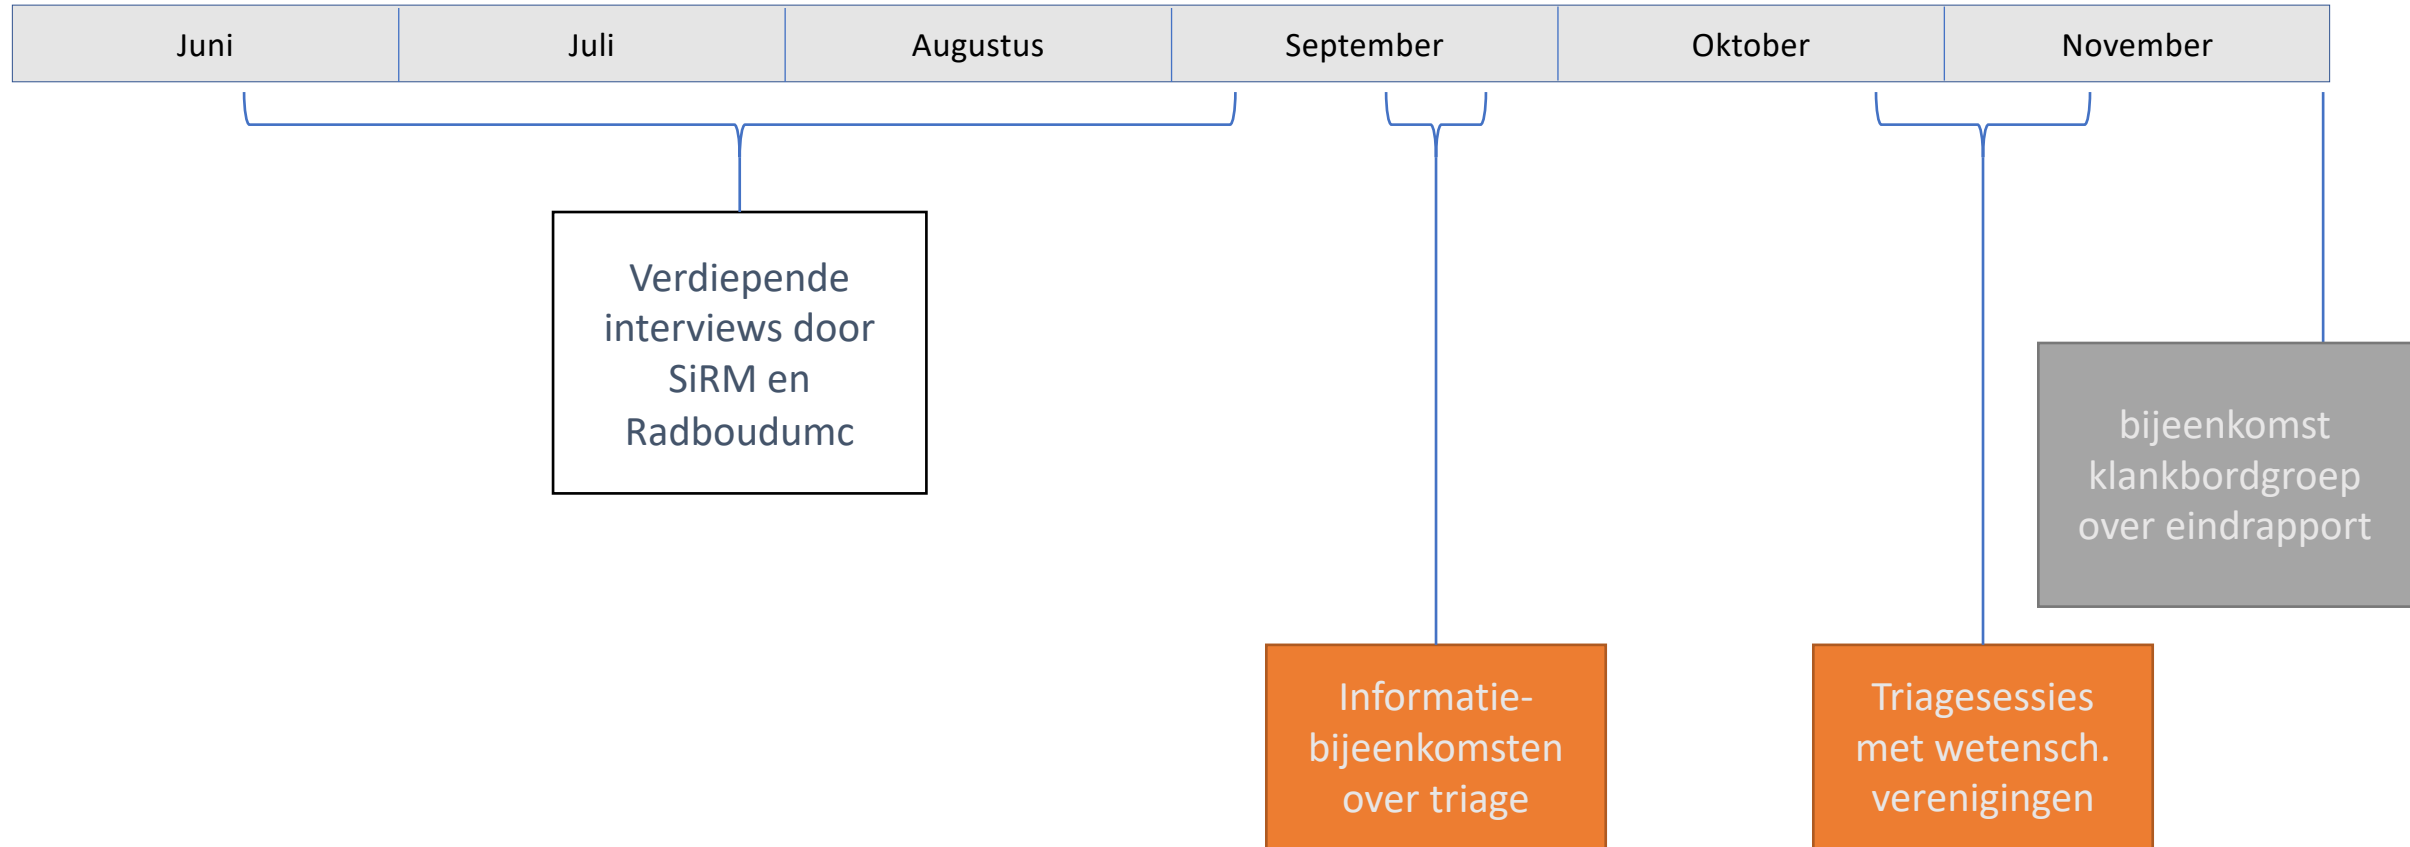 Juni Juli Augustus September Oktober November
Verdiepende
interviews door
SiRM en
Radboudumc
bijeenkomst
klankbordgroep
over eindrapport
Informatie-
bijeenkomsten
over triage
Triagesessies
met wetensch.
verenigingen